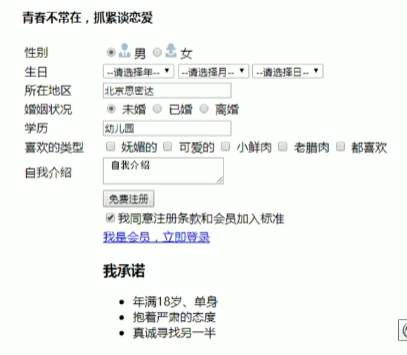 青春不常在，抓紧谈恋爱
性别 男 女
生日 --请选择年-- --请选择月-- --请选择日--
所在地区 北京思密达
婚姻状况 未婚 已婚 离婚
学历 幼儿园
喜欢的类型 妩媚的 可爱的 小鲜肉 老腊肉 都喜欢
自我介绍 自我介绍
免费注册
我同意注册条款和会员加入标准
我是会员，立即登录
我承诺
• 年满18岁、单身
• 抱着严肃的态度
• 真诚寻找另一半